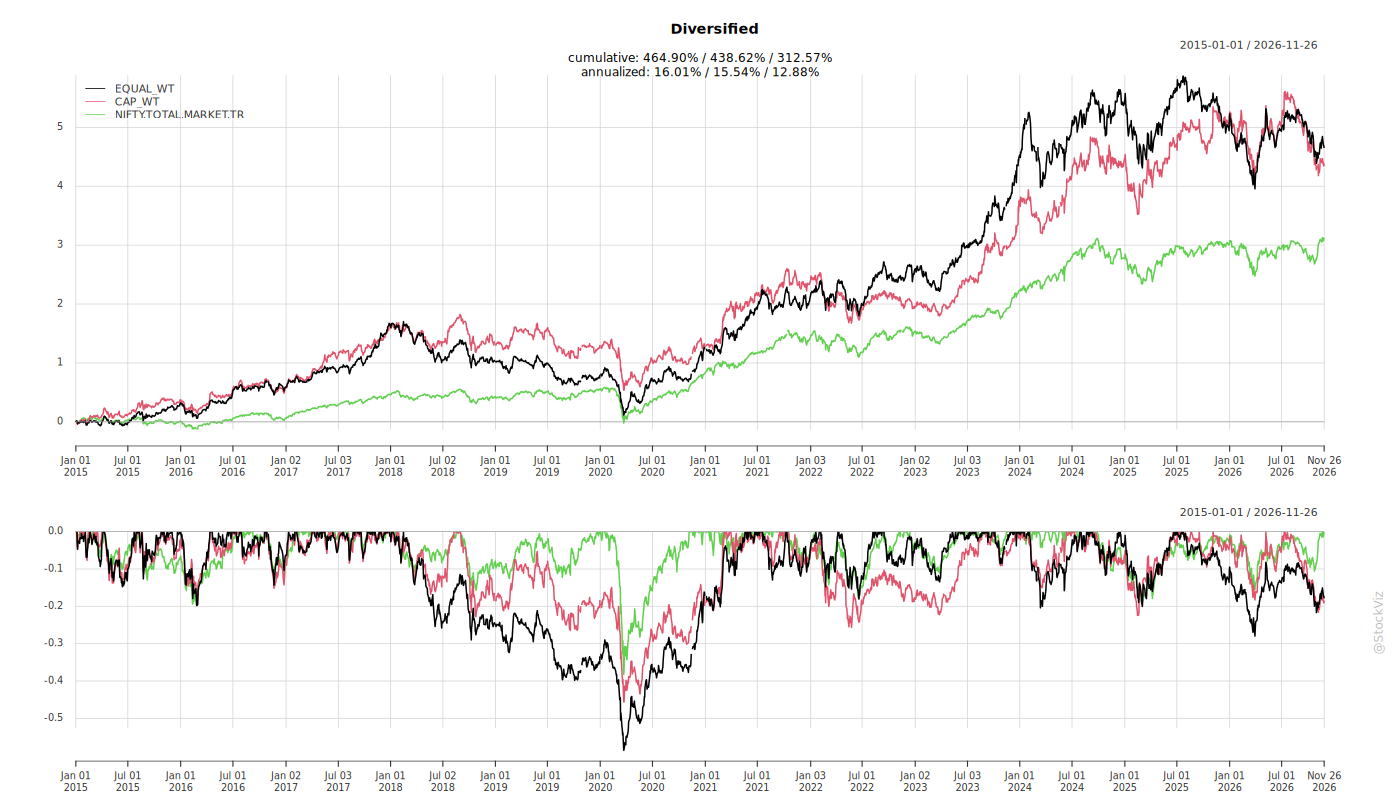 Diversified
2015-01-01 / 2026-11-26
cumulative: 464.90% / 438.62% / 312.57%
annualized: 16.01% / 15.54% / 12.88%
EQUAL_WT
CAP_WT
NIFTYTOTAL.MARKET.TR
5
4
3
2
1
0
Jan 01 Jul 01 Jan 01 Jul 01 Jan 02 Jul 03 Jan 01 Jul 02 Jan 01 Jul 01 Jan 01 Jul 01 Jan 01 Jul 01 Jan 03 Jul 01 Jan 02 Jul 03 Jan 01 Jul 01 Jan 01 Jul 01 Jan 01 Jul 01 Nov 26
2015 2015 2016 2016 2017 2017 2018 2018 2019 2019 2020 2020 2021 2021 2022 2022 2023 2023 2024 2024 2025 2025 2026 2026 2026
2015-01-01 / 2026-11-26
0.0
-0.1
-0.2
-0.3
-0.4
-0.5
Jan 01 Jul 01 Jan 01 Jul 01 Jan 02 Jul 03 Jan 01 Jul 02 Jan 01 Jul 01 Jan 01 Jul 01 Jan 01 Jul 01 Jan 03 Jul 01 Jan 02 Jul 03 Jan 01 Jul 01 Jan 01 Jul 01 Jan 01 Jul 01 Nov 26
2015 2015 2016 2016 2017 2017 2018 2018 2019 2019 2020 2020 2021 2021 2022 2022 2023 2023 2024 2024 2025 2025 2026 2026 2026
@StockViz